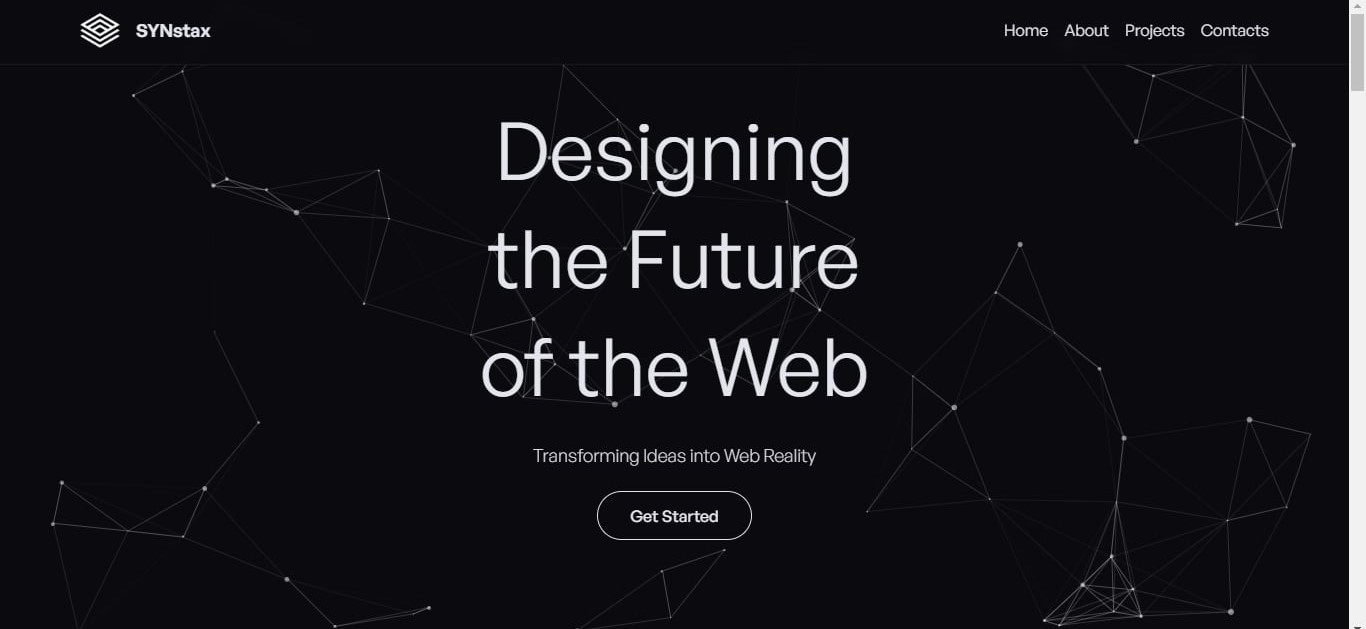 SYNstax
Home About Projects Contacts
Designing
the Future
of the Web
Transforming Ideas into Web Reality
Get Started